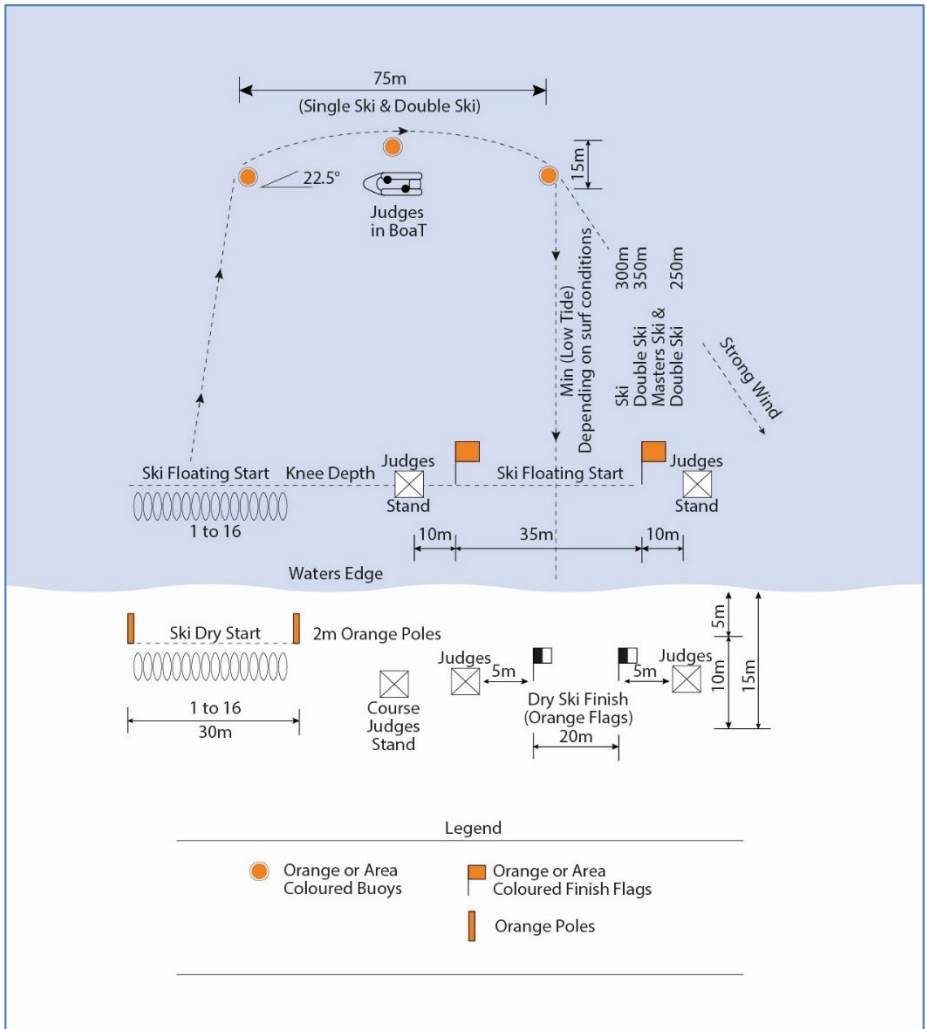 75m
(Single Ski & Double Ski)
15m
22.5°
Judges
in BoaT
Min (Low Tide)
Depending on surf conditions
300m
350m
250m
Ski
Double Ski
Masters Ski &
Double Ski
Strong Wind
Ski Floating Start
Knee Depth
Judges
Stand
Ski Floating Start
Judges
Stand
1 to 16
10m
35m
10m
Waters Edge
Ski Dry Start
2m Orange Poles
1 to 16
30m
Course
Judges
Stand
Judges
5m
Dry Ski Finish
(Orange Flags)
20m
5m
Judges
5m
10m
15m
Legend
Orange or Area
Coloured Buoys
Orange or Area
Coloured Finish Flags
Orange Poles